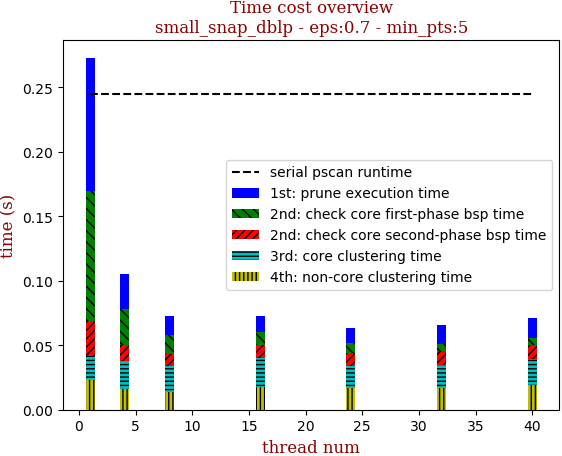 Time cost overview
small_snap_dblp - eps:0.7 - min_pts:5
time (s)
0.25
0.20
0.15
0.10
0.05
0.00
serial pscan runtime
1st: prune execution time
2nd: check core first-phase bsp time
2nd: check core second-phase bsp time
3rd: core clustering time
4th: non-core clustering time
0 5 10 15 20 25 30 35 40
thread num